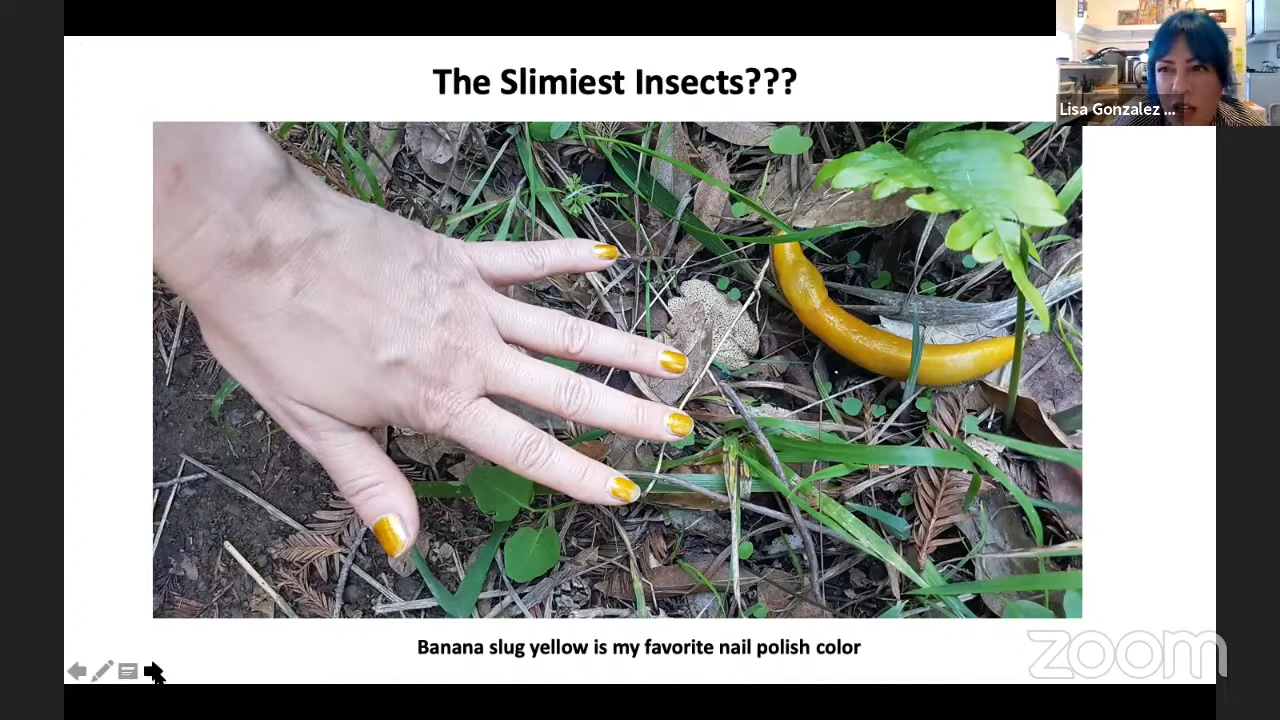 The Slimiest Insects???
Lisa Gonzalez ...
Banana slug yellow is my favorite nail polish color
zoom